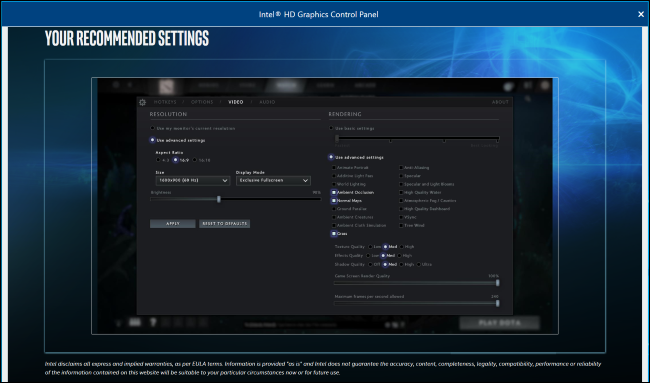 Intel® HD Graphics Control Panel
YOUR RECOMMENDED SETTINGS
HOTKEYS / OPTIONS / VIDEO / AUDIO
ABOUT
RESOLUTION
RENDERING
Use my monitor's current resolution
Use basic settings
Use advanced settings
Use advanced settings
Aspect Ratio
4:3 16:9 16:10
Size
Display Mode
1600x900 (60 Hz)
Exclusive Fullscreen
Brightness
90%
APPLY
RESET TO DEFAULTS
Animate Portrait
Anti-Aliasing
Additive Light Pass
Specular
World Lighting
Specular and Light Blooms
Ambient Occlusion
High Quality Water
Normal Maps
Ground Parallax
High Quality Dashboard
Ambient Creatures
VSync
Ambient Cloth Simulation
Tree Wind
Grass
Texture Quality Low Med High
Effects Quality Low Med High
Shadow Quality Off Med High Ultra
Game Screen Render Quality
100%
Maximum frames per second allowed
240
PLAY DOTA
Intel disclaims all express and implied warranties, as per EULA terms. Information is provided "as is" and Intel does not guarantee the accuracy, content, completeness, legality, compatibility, performance or reliability
of the information contained on this website will be suitable to your particular circumstances now or for future use.